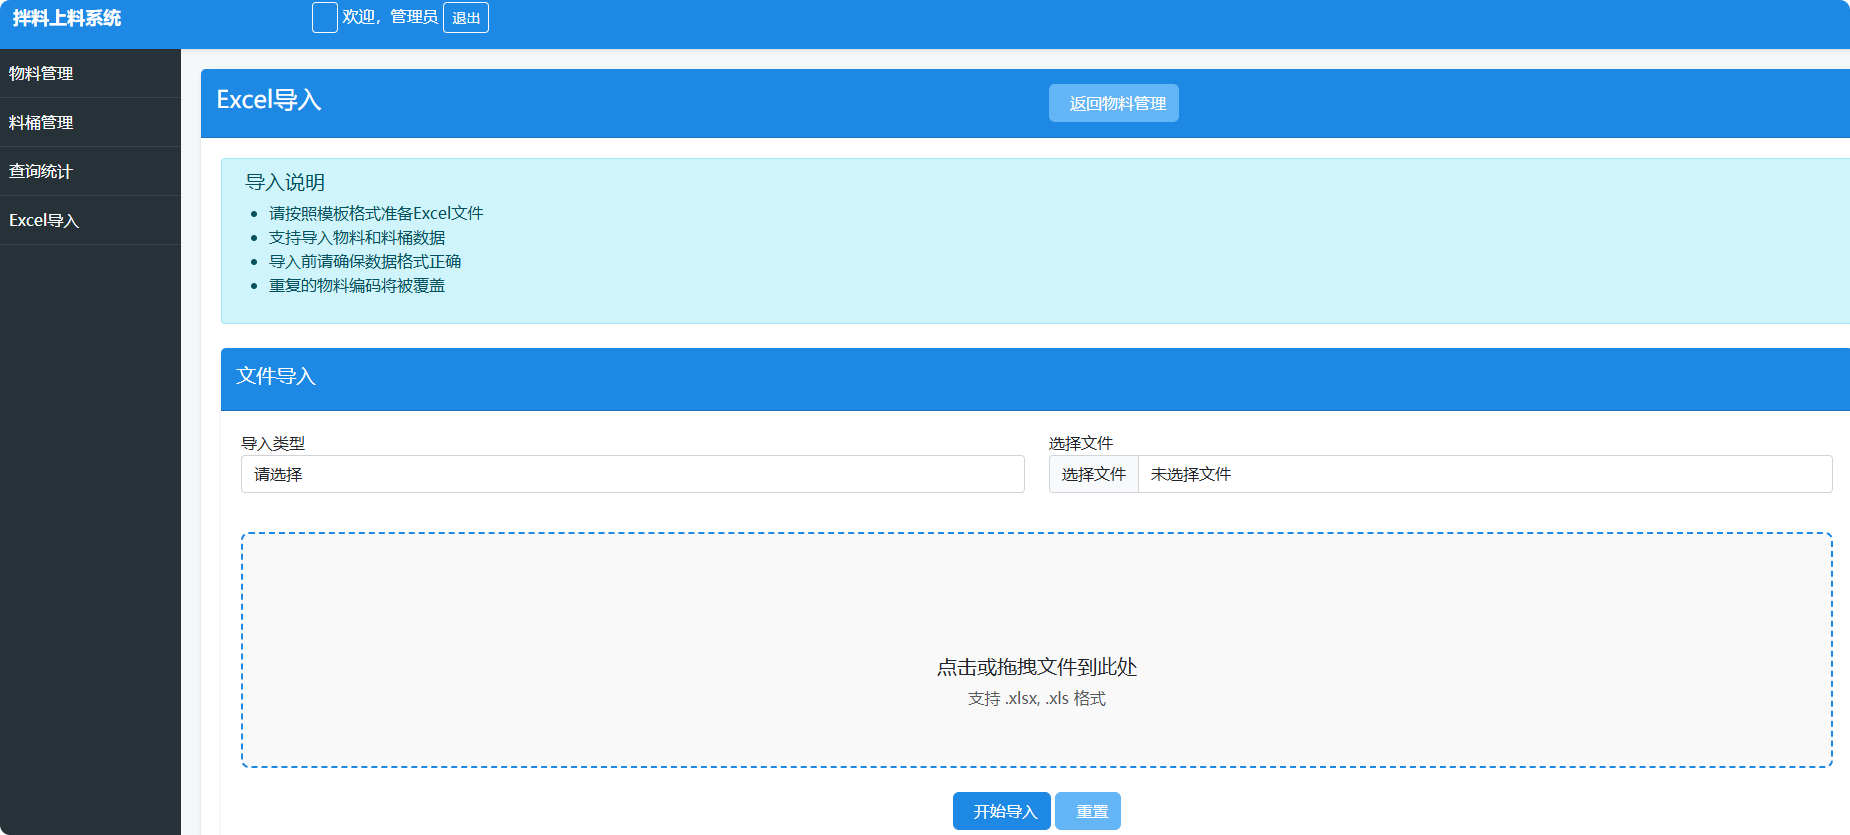 拌料上料系统
欢迎，管理员 退出
物料管理
料桶管理
查询统计
Excel导入
Excel导入
返回物料管理
导入说明
请按照模板格式准备Excel文件
支持导入物料和料桶数据
导入前请确保数据格式正确
重复的物料编码将被覆盖
文件导入
导入类型
请选择
选择文件
选择文件 未选择文件
点击或拖拽文件到此处
支持 .xlsx, .xls 格式
开始导入 重置